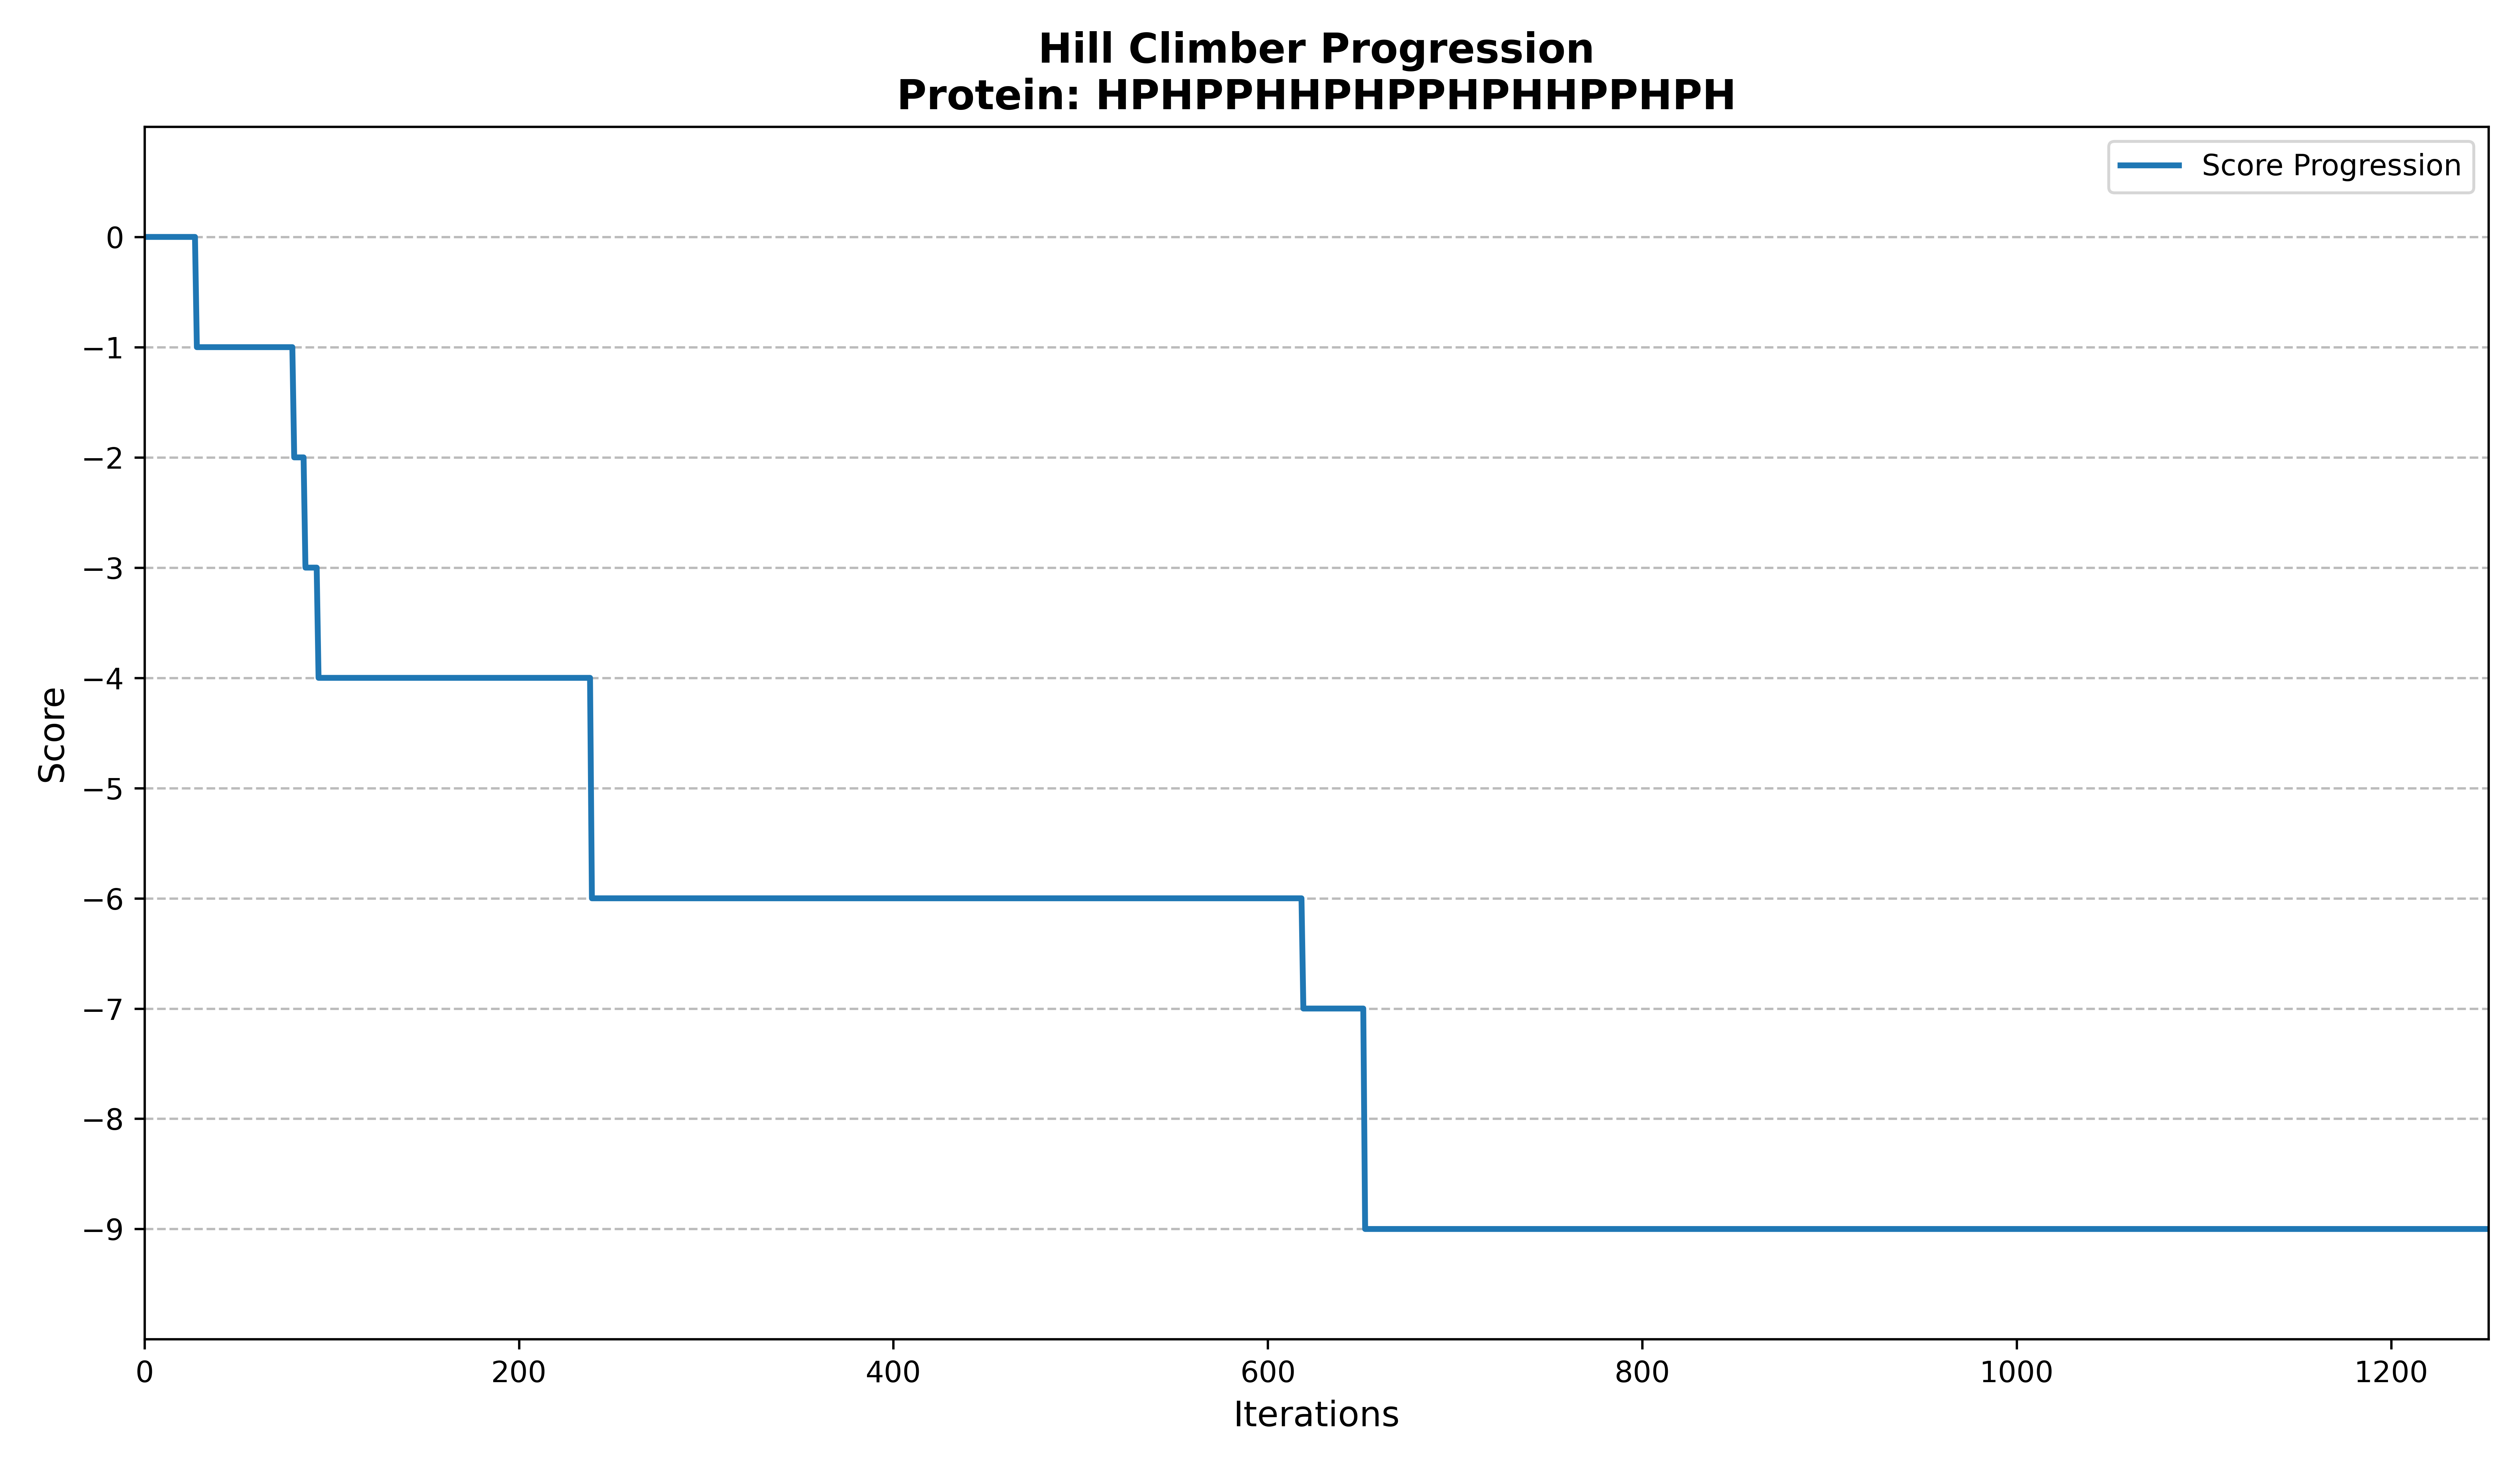 Hill Climber Progression
Protein: HPHPPHHPHPPHPHHPPHPH
Score Progression
0
−1
−2
−3
−4
−5
−6
−7
−8
−9
Score
0 200 400 600 800 1000 1200
Iterations